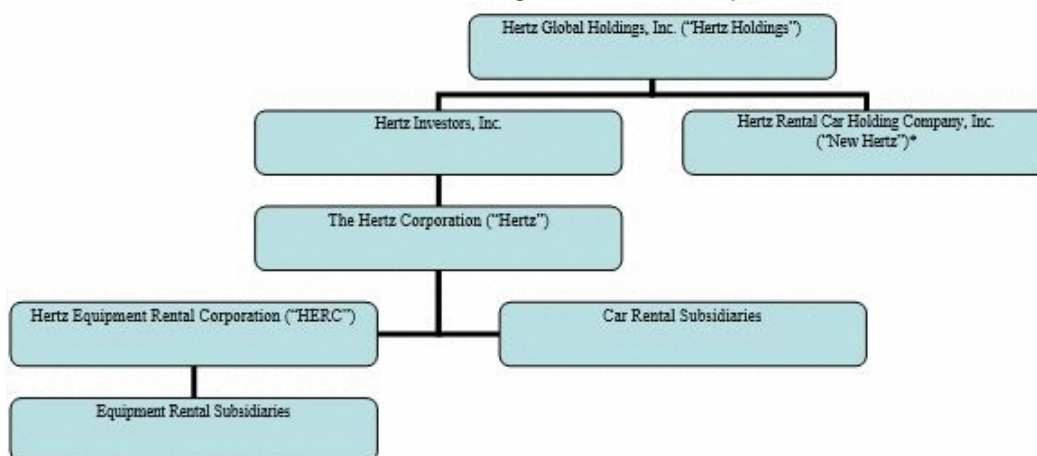 Hertz Global Holdings, Inc. (“Hertz Holdings”)
Hertz Investors, Inc.
Hertz Rental Car Holding Company, Inc.
(“New Hertz”)*
The Hertz Corporation (“Hertz”)
Hertz Equipment Rental Corporation (“HERC”)
Car Rental Subsidiaries
Equipment Rental Subsidiaries